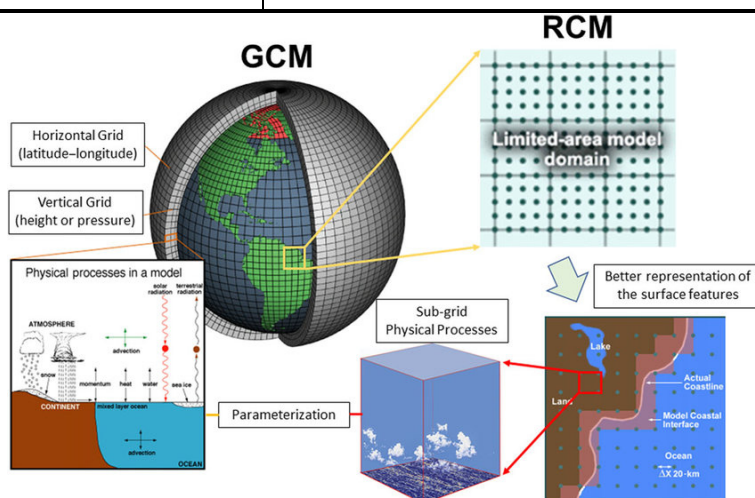 GCM
RCM
Horizontal Grid
(latitude–longitude)
Vertical Grid
(height or pressure)
Limited-area model
domain
Physical processes in a model
solar
radiation
terrestrial
radiation
ATMOSPHERE
advection
snow
momentum
heat
water
sea ice
CONTINENT
mixed layer ocean
advection
OCEAN
Parameterization
Sub-grid
Physical Processes
Better representation of
the surface features
Lake
Land
Actual
Coastline
Model Coastal
Interface
Ocean
ΔX 20-km